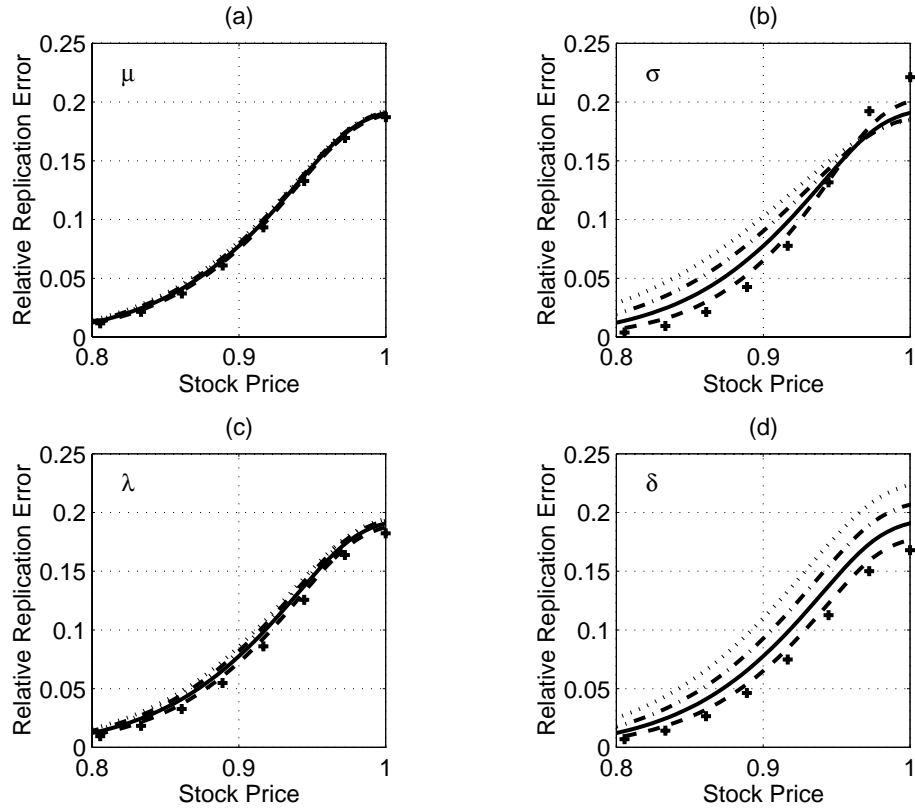 (a)
μ
Relative Replication Error
0.25
0.2
0.15
0.1
0.05
0
0.8
0.9
1
Stock Price
(b)
σ
Relative Replication Error
0.25
0.2
0.15
0.1
0.05
0
0.8
0.9
1
Stock Price
(c)
λ
Relative Replication Error
0.25
0.2
0.15
0.1
0.05
0
0.8
0.9
1
Stock Price
(d)
δ
Relative Replication Error
0.25
0.2
0.15
0.1
0.05
0
0.8
0.9
1
Stock Price